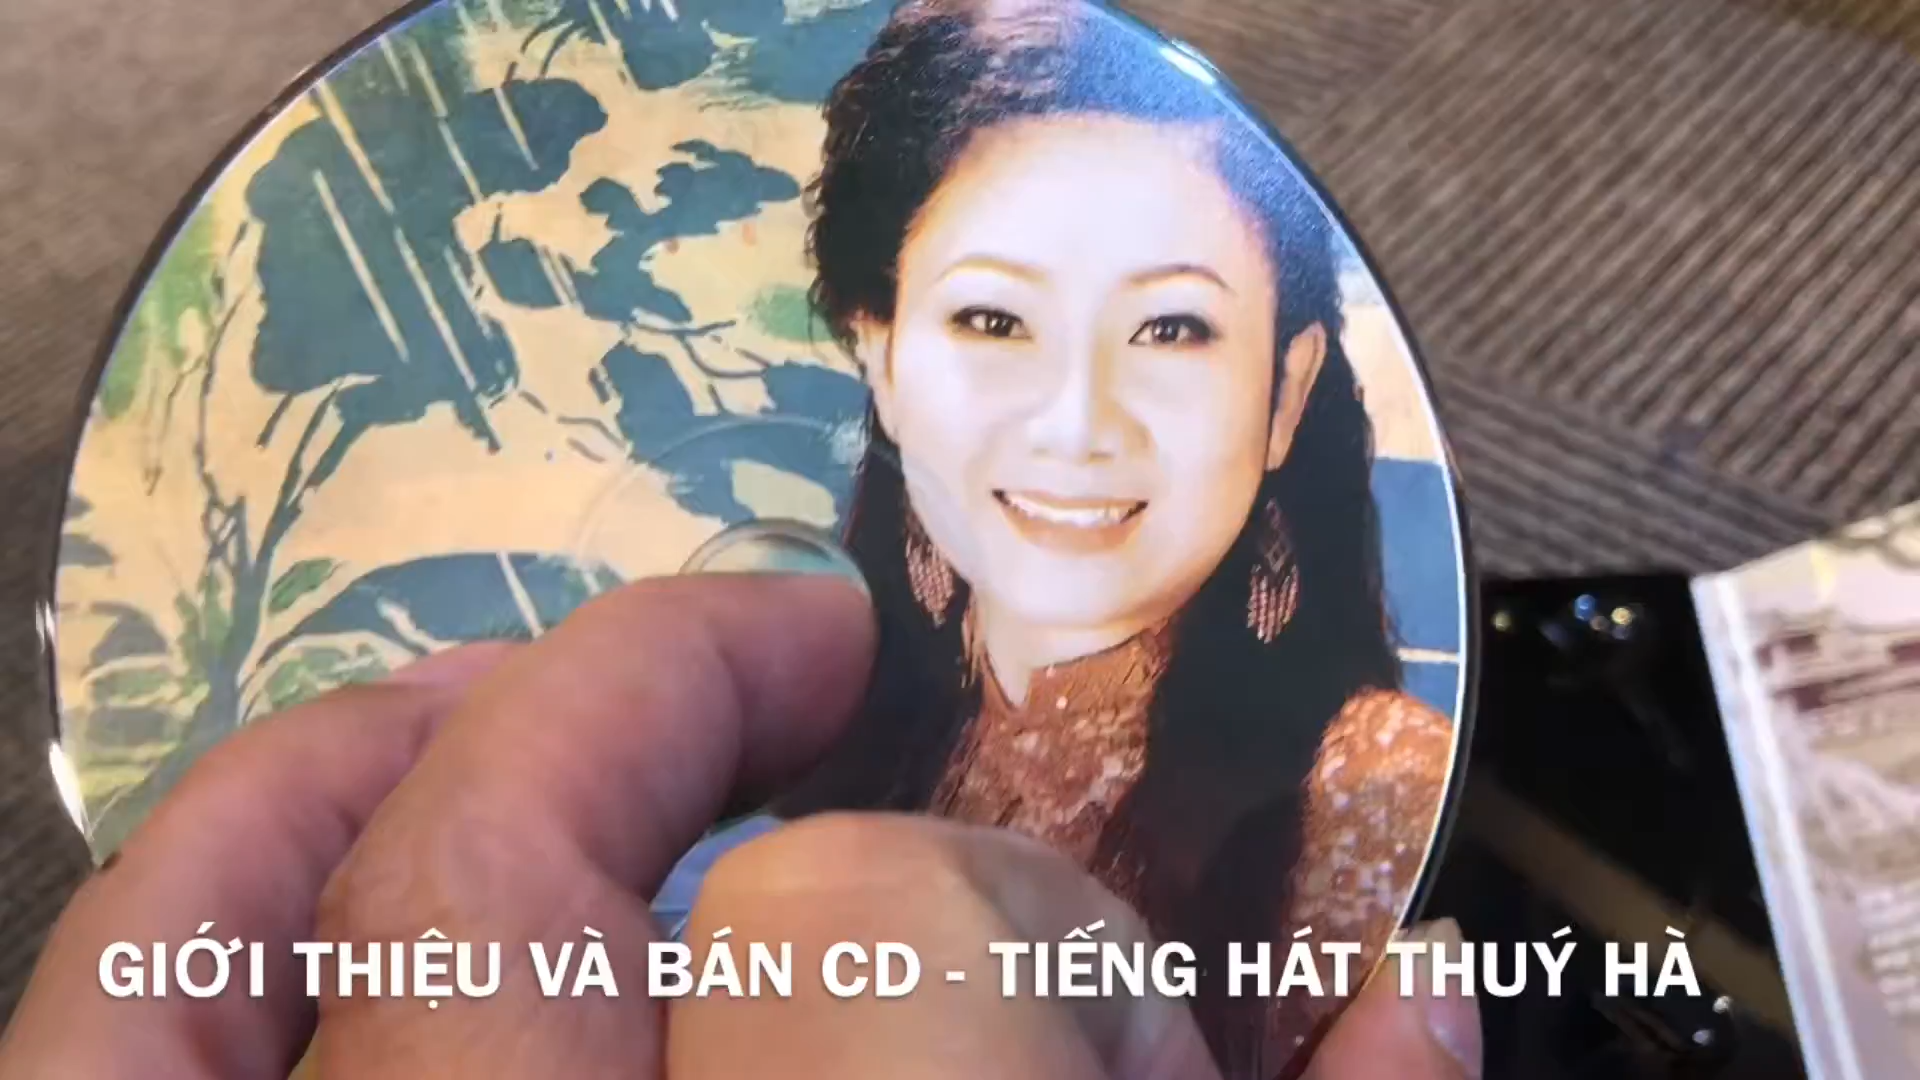 GIỚI THIỆU VÀ BÁN CD - TIẾNG HÁT THUÝ HÀ